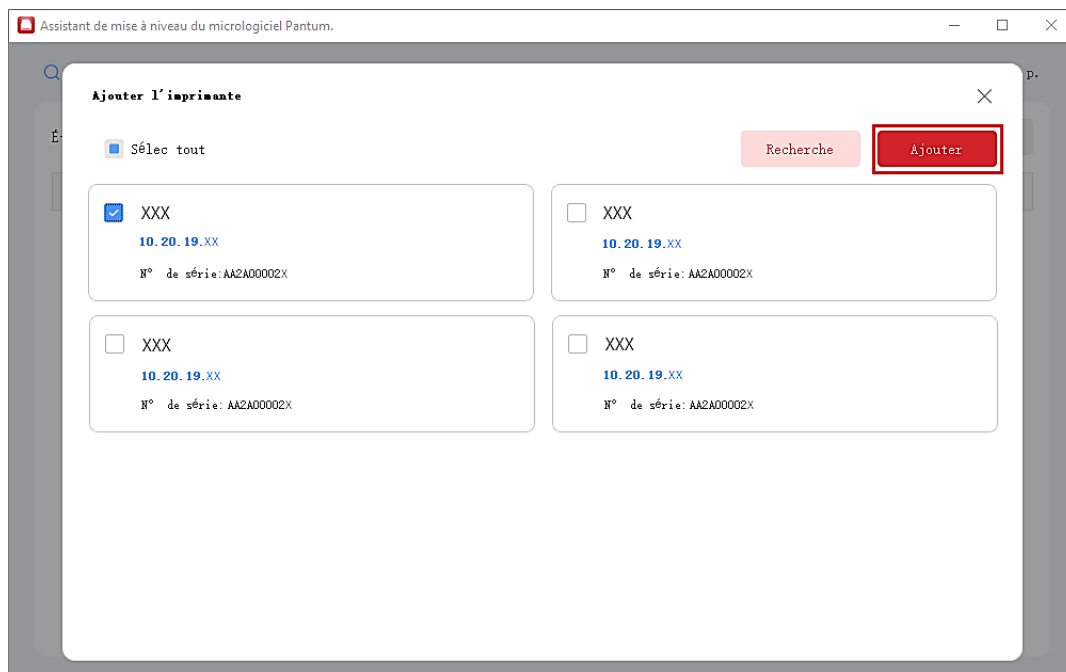 Assistant de mise à niveau du micrologiciel Pantum.
p.
Ajouter l'imprimante
Sélec tout
Recherche
Ajouter
É
XXX
10.20.19.XX
N° de série:AA2A00002X
XXX
10.20.19.XX
N° de série:AA2A00002X
XXX
10.20.19.XX
N° de série:AA2A00002X
XXX
10.20.19.XX
N° de série:AA2A00002X